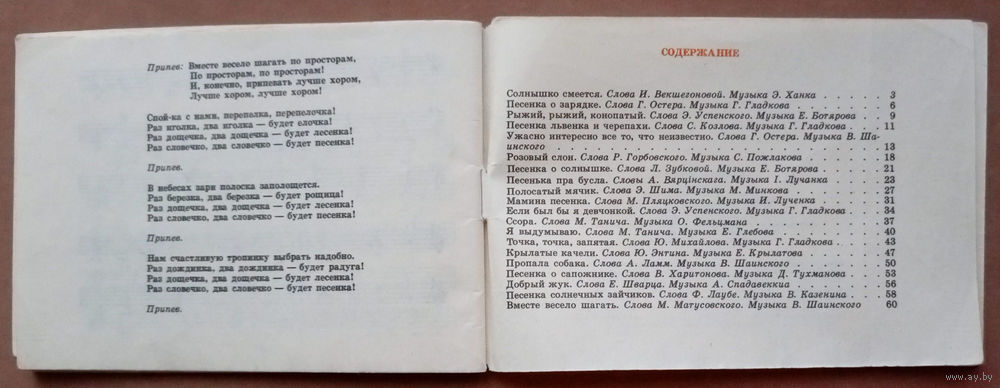 Припев: Вместе весело шагать по просторам,
По просторам, по просторам!
И, конечно, припевать лучше хором,
Лучше хором, лучше хором!
Спой-ка с нами, перепелка, перепелочка!
Раз иголка, два иголка — будет елочка!
Раз дощечка, два дощечка — будет лесенка!
Раз словечко, два словечко — будет песенка!
Припев.
В небесах зари полоска заполощется.
Раз березка, два березка — будет рощица!
Раз дощечка, два дощечка — будет лесенка!
Раз словечко, два словечко — будет песенка!
Припев.
Нам счастливую тропинку выбрать надобно.
Раз дождинка, два дождинка — будет радуга!
Раз дощечка, два дощечка — будет лесенка!
Раз словечко, два словечко — будет песенка!
Припев.
СОДЕРЖАНИЕ
Солнышко смеется. Слова И. Векшегоновой. Музыка Э. Ханка . . . . . 3
Песенка о зарядке. Слова Г. Остера. Музыка Г. Гладкова . . . . . . 6
Рыжий, рыжий, конопатый. Слова Э. Успенского. Музыка Е. Ботярова . . 9
Песенка львенка и черепахи. Слова С. Козлова. Музыка Г. Гладкова . . . 11
Ужасно интересно все то, что неизвестно. Слова Г. Остера. Музыка В. Ша-
инского . . . . . . . . . . . . . . . . . . . . 13
Розовый слон. Слова Р. Горбовского. Музыка С. Пожлакова . . . . . 18
Песенка о солнышке. Слова Л. Зубковой. Музыка Е. Ботярова . . . . . 21
Песенька пра бусла. Словы А. Вярцінскага. Музыка І. Лучанка . . . . 23
Полосатый мячик. Слова Э. Шима. Музыка М. Минкова . . . . . . 27
Мамина песенка. Слова М. Пляцковского. Музыка И. Лученка . . . . 31
Если был бы я девчонкой. Слова Э. Успенского. Музыка Г. Гладкова . . . 34
Ссора. Слова М. Танича. Музыка О. Фельцмана . . . . . . . . 37
Я выдумываю. Слова М. Танича. Музыка Е. Глебова . . . . . . . 40
Точка, точка, запятая. Слова Ю. Михайлова. Музыка Г. Гладкова . . . . 43
Крылатые качели. Слова Ю. Энтина. Музыка Е. Крылатова . . . . . 47
Пропала собака. Слова А. Ламм. Музыка В. Шаинского . . . . . . 50
Песенка о сапожнике. Слова В. Харитонова. Музыка Д. Тухманова . . . 53
Добрый жук. Слова Е. Шварца. Музыка А. Спадавеккиа . . . . . . 56
Песенка солнечных зайчиков. Слова Ф. Лаубе. Музыка В. Казенина . . . 58
Вместе весело шагать. Слова М. Матусовского. Музыка В. Шаинского 60
www.ay.by